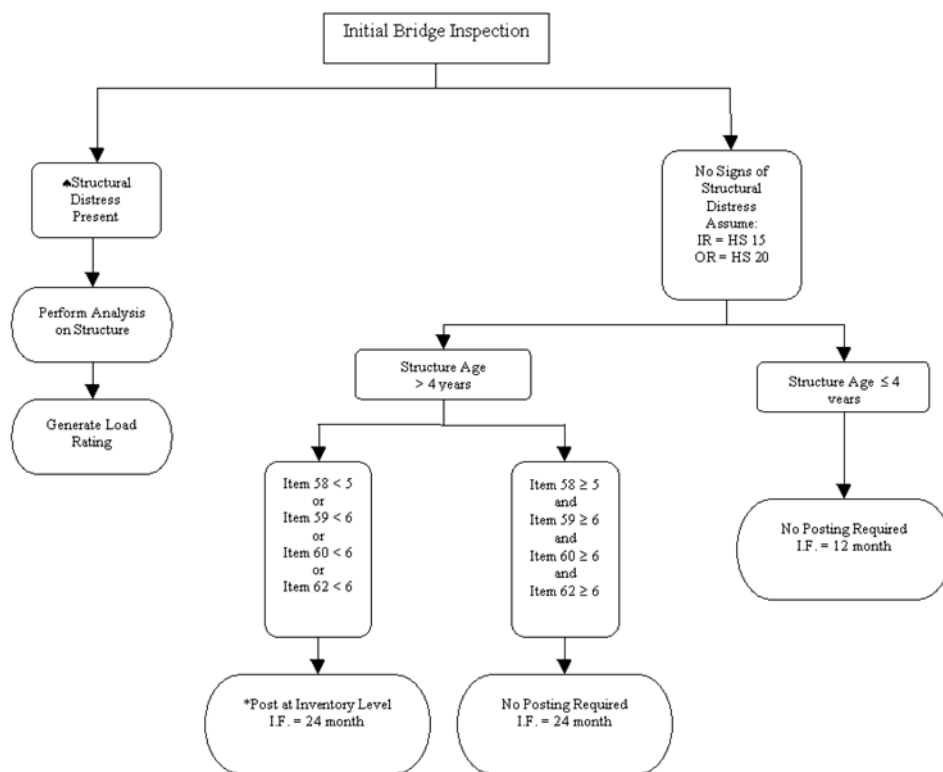 Initial Bridge Inspection
♠Structural
Distress
Present
No Signs of
Structural
Distress
Assume:
IR = HS 15
OR = HS 20
Perform Analysis
on Structure
Generate Load
Rating
Structure Age
> 4 years
Structure Age ≤ 4
years
Item 58 < 5
or
Item 59 < 6
or
Item 60 < 6
or
Item 62 < 6
Item 58 ≥ 5
and
Item 59 ≥ 6
and
Item 60 ≥ 6
and
Item 62 ≥ 6
No Posting Required
I.F. = 12 month
*Post at Inventory Level
I.F. = 24 month
No Posting Required
I.F. = 24 month